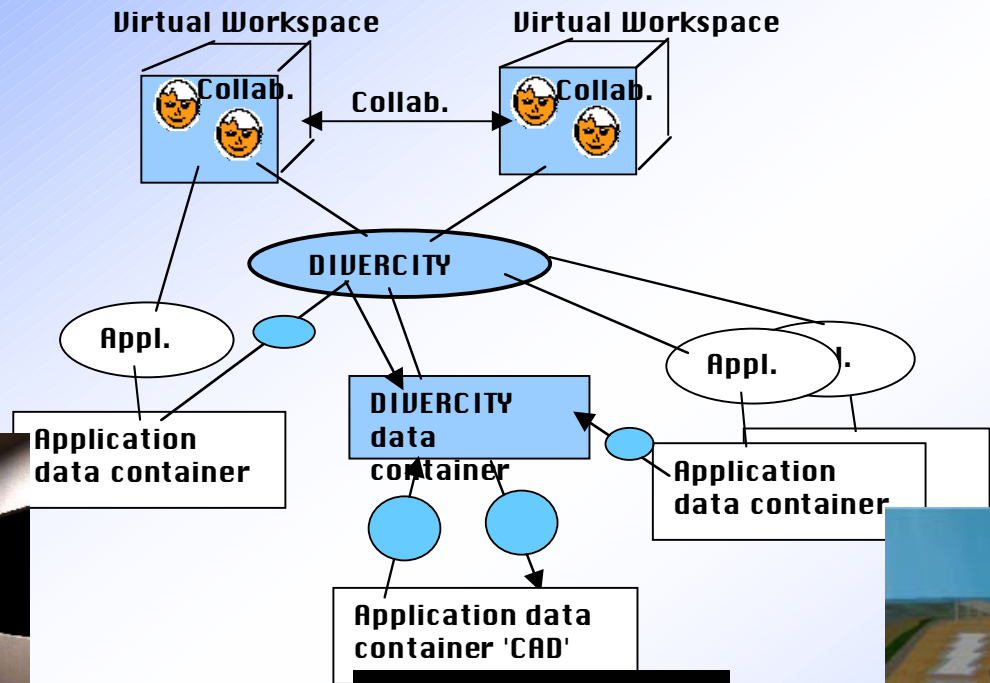 Virtual Workspace
Virtual Workspace
Collab.
Collab.
Collab.
DIVERCITY
Appl.
Appl.
l.
DIVERCITY
data
container
Application
data container
Application
data container
Application data
container 'CAD'